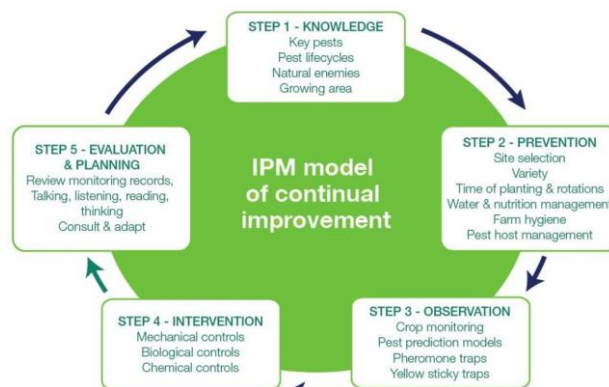 STEP 1 - KNOWLEDGE
Key pests
Pest lifecycles
Natural enemies
Growing area
STEP 2 - PREVENTION
Site selection
Variety
Time of planting & rotations
Water & nutrition management
Farm hygiene
Pest host management
STEP 3 - OBSERVATION
Crop monitoring
Pest prediction models
Pheromone traps
Yellow sticky traps
STEP 4 - INTERVENTION
Mechanical controls
Biological controls
Chemical controls
STEP 5 - EVALUATION
& PLANNING
Review monitoring records,
Talking, listening, reading,
thinking
Consult & adapt
IPM model
of continual
improvement